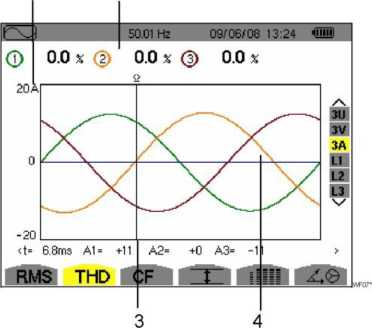 50.01 Hz 09/06/08 13:24
1 0.0 % 2 0.0 % 3 0.0 %
20A
0
-20
3U
3V
3A
L1
L2
L3
<t= 6.8ms A1= +11 A2= +0 A3= -11 >
RMS THD CF
3 4